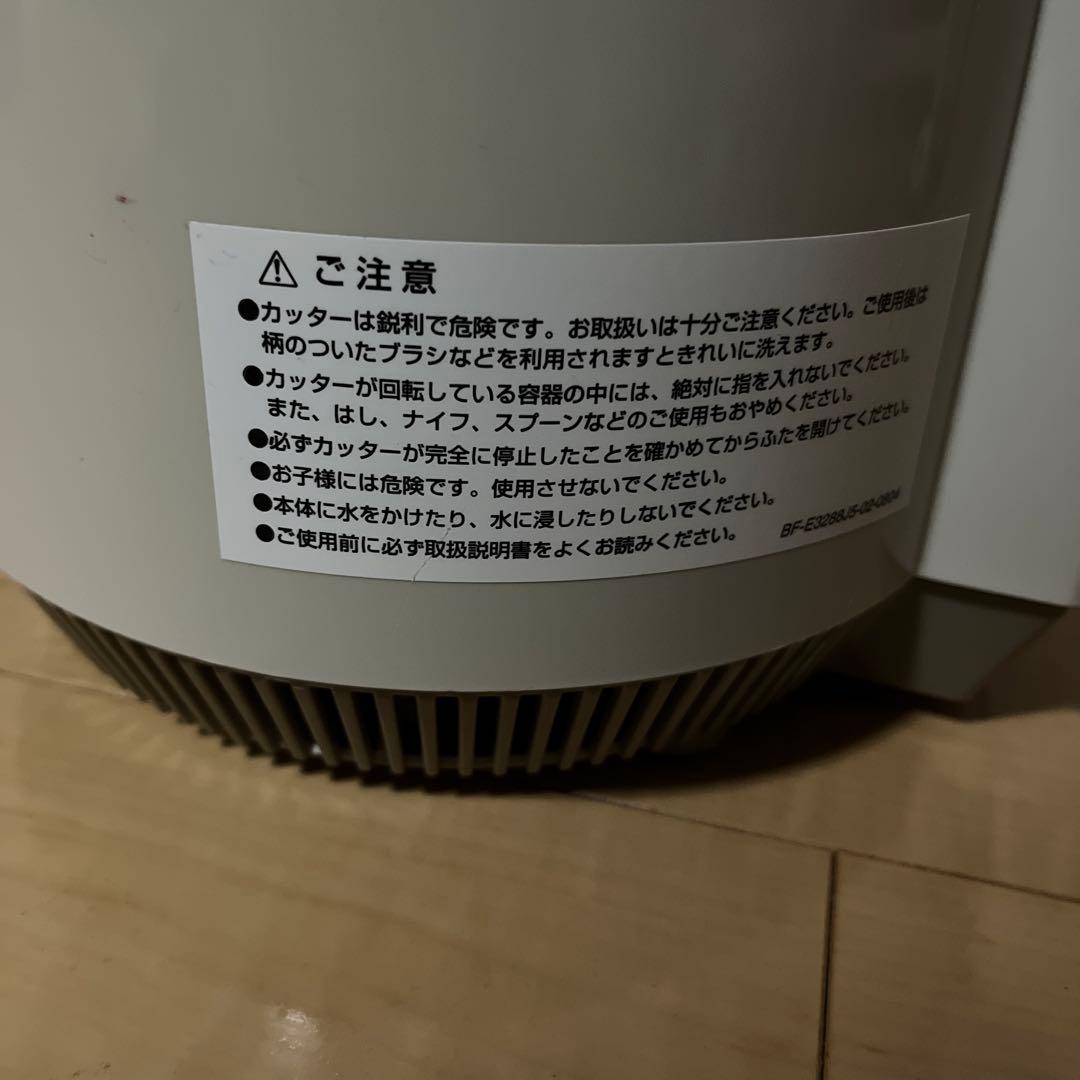 ⚠ ご注意
●カッターは鋭利で危険です。お取扱いは十分ご注意ください。ご使用後は
柄のついたブラシなどを利用されますときれいに洗えます。
●カッターが回転している容器の中には、絶対に指を入れないでください。
また、はし、ナイフ、スプーンなどのご使用もおやめください。
●必ずカッターが完全に停止したことを確かめてからふたを開けてください。
●お子様には危険です。使用させないでください。
●本体に水をかけたり、水に浸したりしないでください。
●ご使用前に必ず取扱説明書をよくお読みください。
BF-E3288J5-02-0804